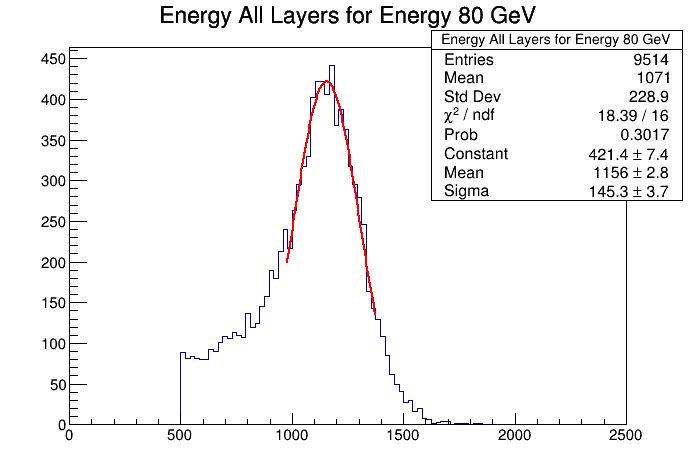 Energy All Layers for Energy 80 GeV
Energy All Layers for Energy 80 GeV
Entries 9514
Mean 1071
Std Dev 228.9
χ² / ndf 18.39 / 16
Prob 0.3017
Constant 421.4 ± 7.4
Mean 1156 ± 2.8
Sigma 145.3 ± 3.7
450
400
350
300
250
200
150
100
50
0
0 500 1000 1500 2000 2500